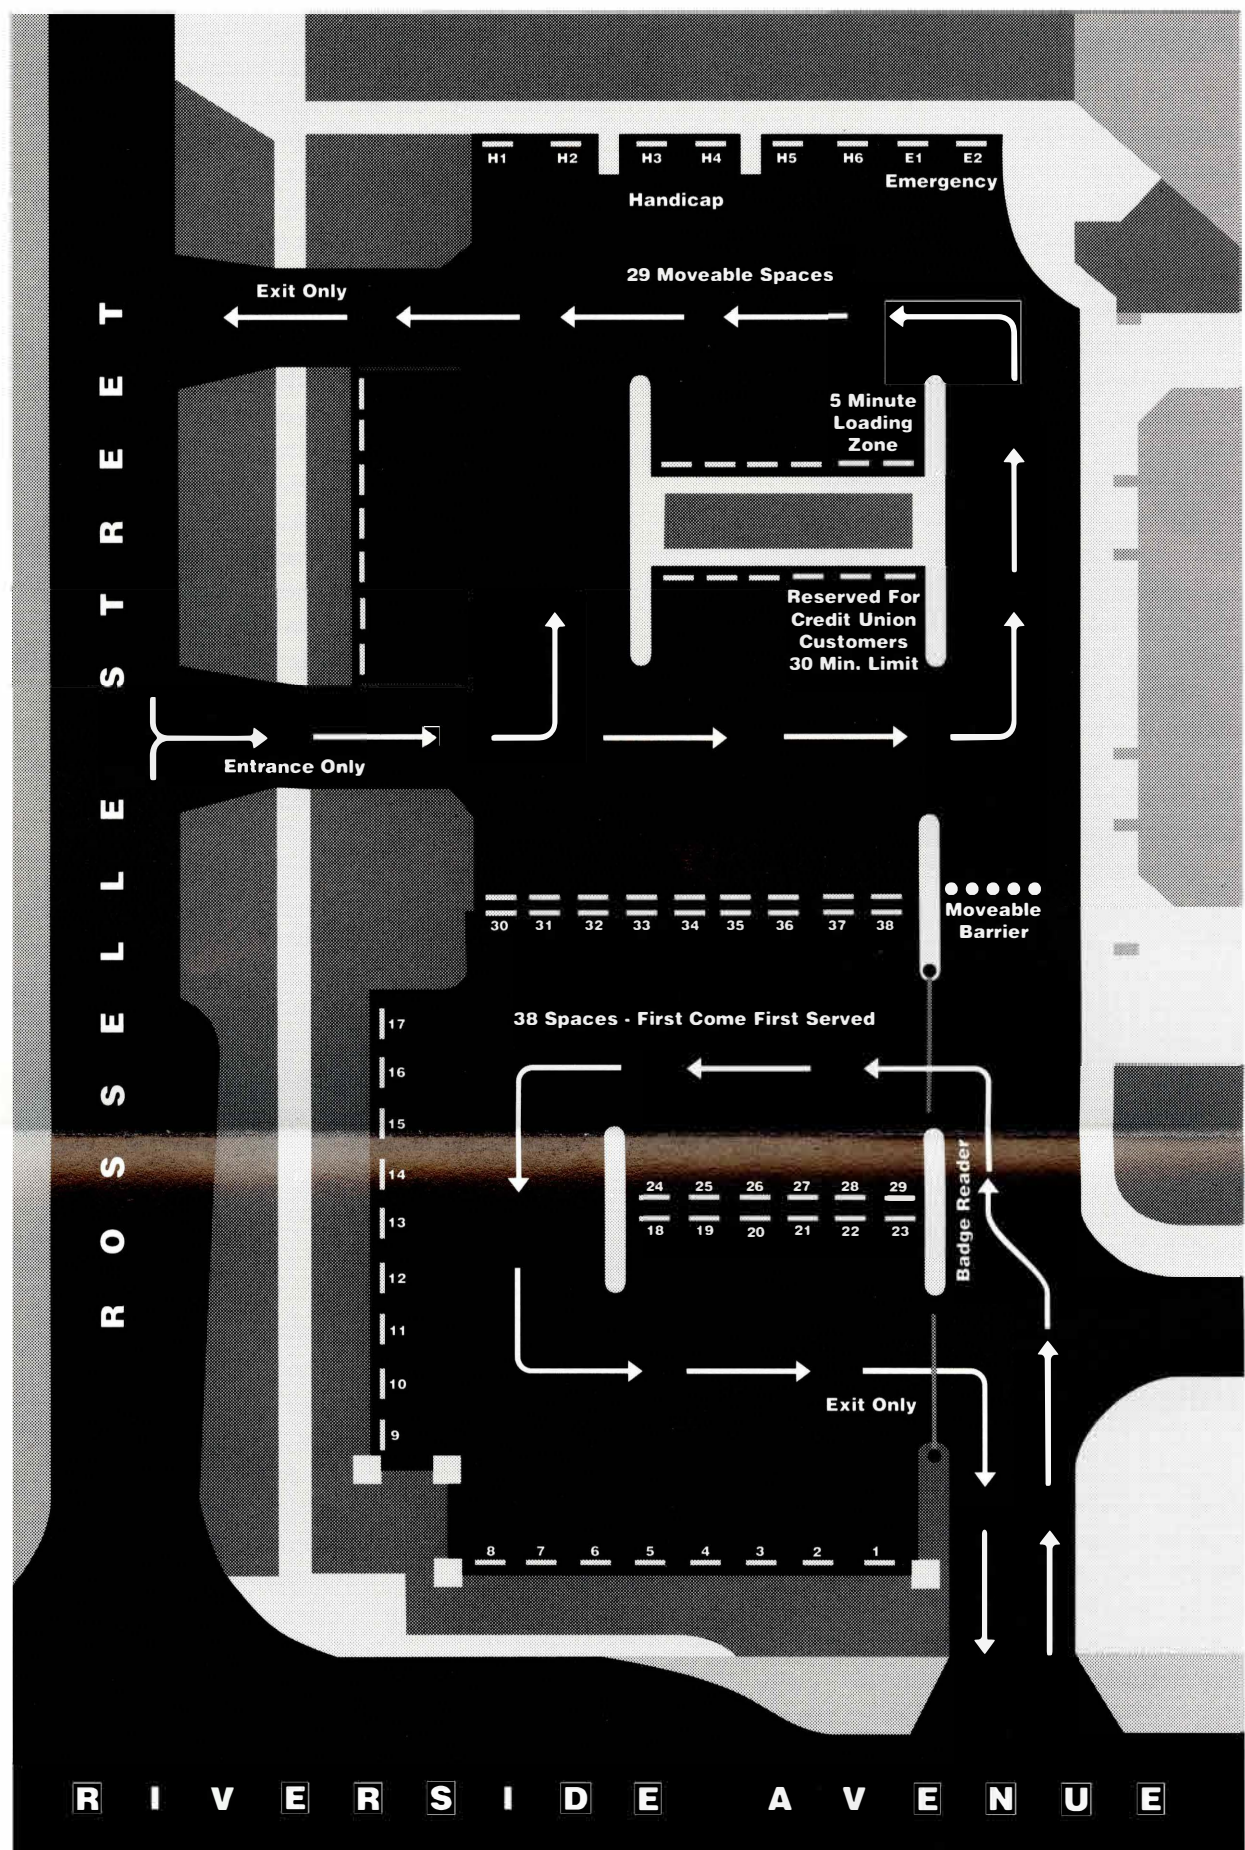 H1 H2 H3 H4 H5 H6 E1 E2
Emergency
Handicap
29 Moveable Spaces
Exit Only
5 Minute
Loading
Zone
Reserved For
Credit Union
Customers
30 Min. Limit
Entrance Only
ROSSELLE STREET
Moveable
Barrier
30 31 32 33 34 35 36 37 38
38 Spaces - First Come First Served
17
16
15
14
13
12
11
10
9
24 25 26 27 28 29
18 19 20 21 22 23
Badge Reader
Exit Only
8 7 6 5 4 3 2 1
RIVERSIDE AVENUE